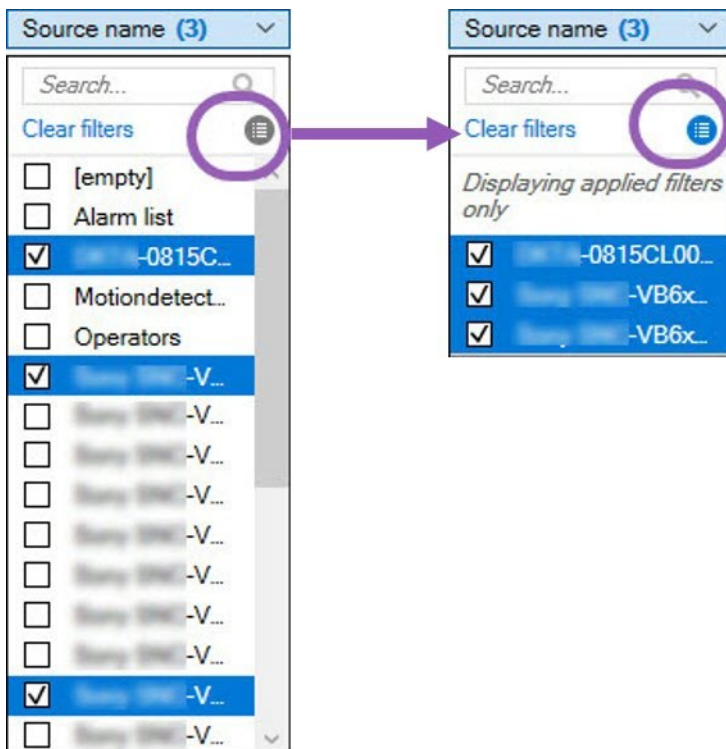 Source name (3)
Search...
Clear filters
[empty]
Alarm list
-0815C...
Motiondetect...
Operators
-V...
-V...
-V...
-V...
-V...
-V...
-V...
-V...
-V...
-V...
Source name (3)
Search...
Clear filters
Displaying applied filters
only
-0815CL00...
-VB6x...
-VB6x...